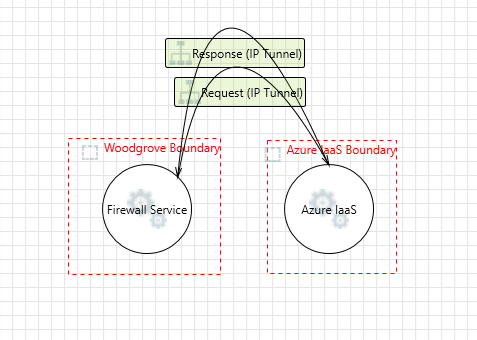 Response (IP Tunnel)
Request (IP Tunnel)
Woodgrove Boundary
Azure IaaS Boundary
Firewall Service
Azure IaaS